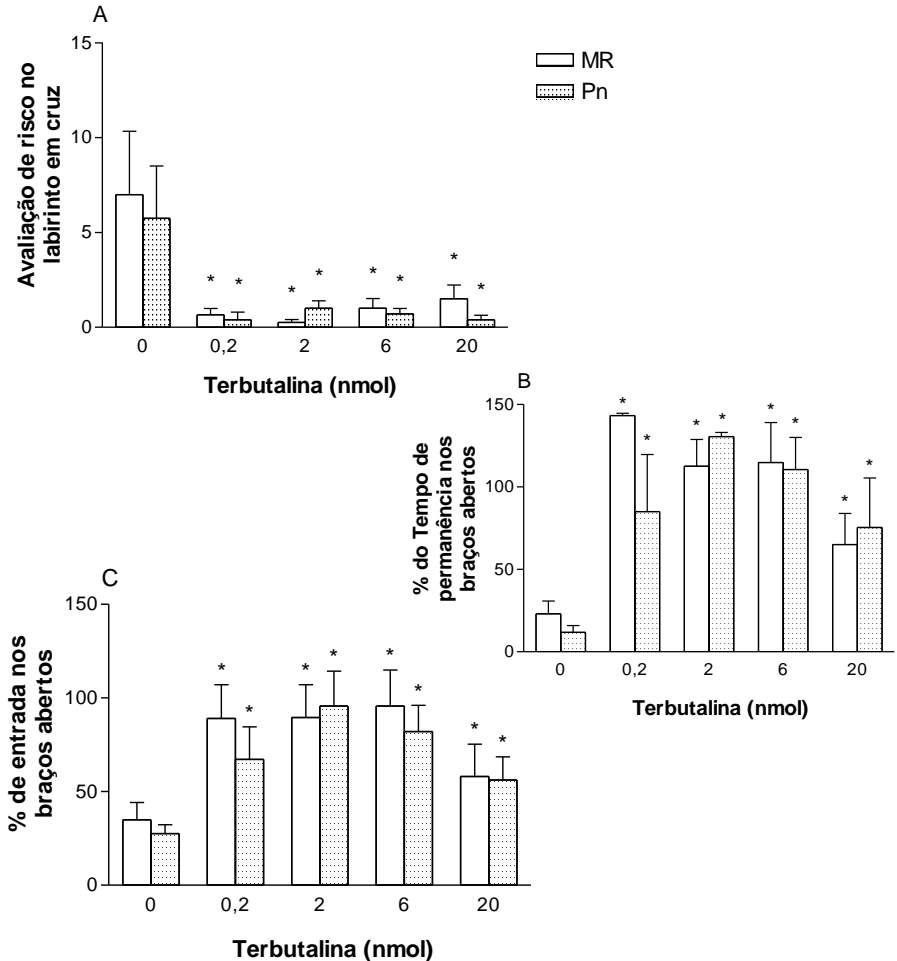 A
MR
Pn
Avaliação de risco no
labirinto em cruz
15
10
5
0
* * * * * * * *
0 0,2 2 6 20
Terbutalina (nmol)
B
% do Tempo de
permanência nos
braços abertos
150
100
50
0
* * * * * * * *
0 0,2 2 6 20
Terbutalina (nmol)
C
% de entrada nos
braços abertos
150
100
50
0
* * * * * * * *
0 0,2 2 6 20
Terbutalina (nmol)